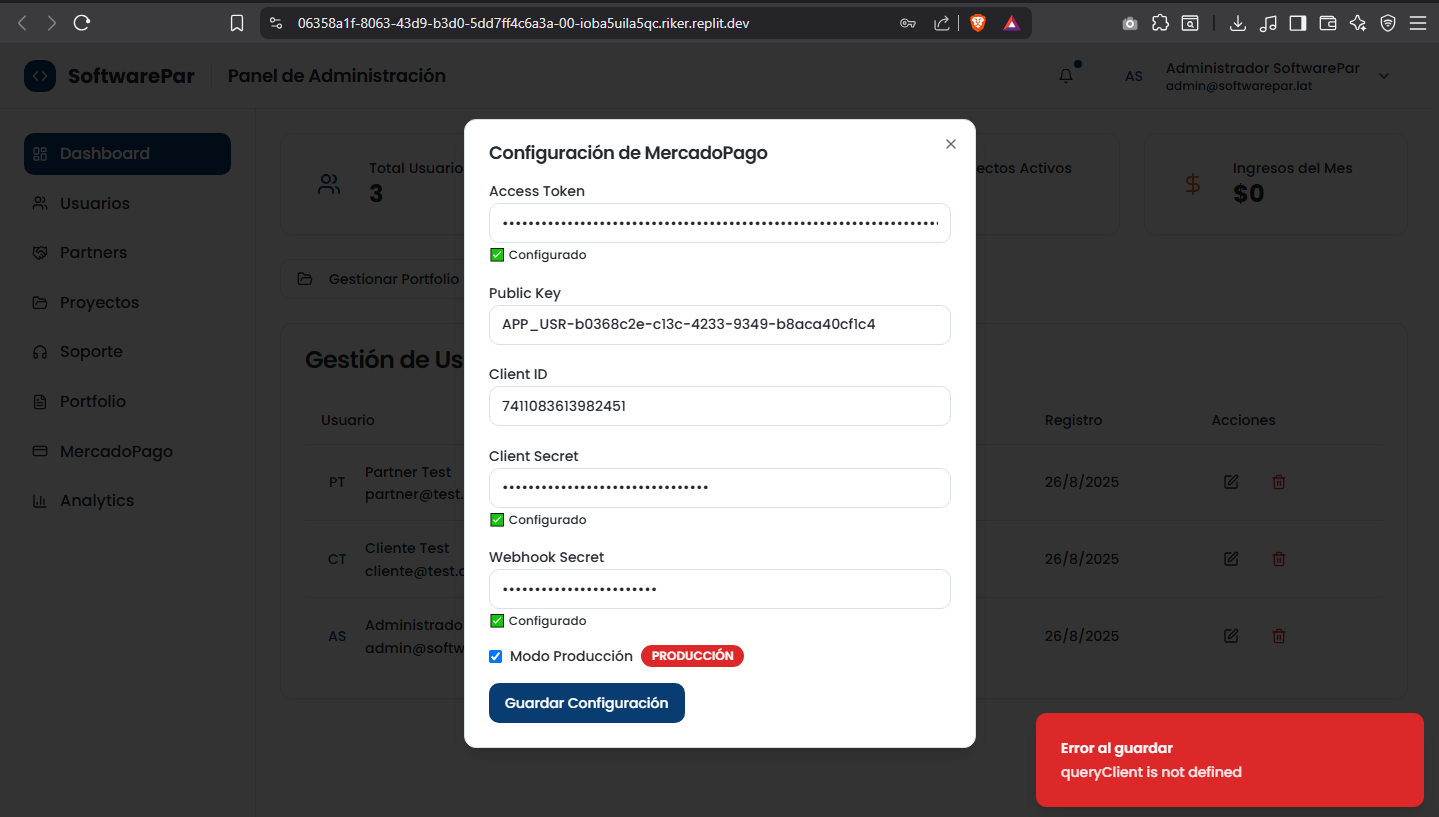 06358a1f-8063-43d9-b3d0-5dd7ff4c6a3a-00-ioba5uila5qc.riker.replit.dev
SoftwarePar
Panel de Administración
AS
Administrador SoftwarePar
admin@softwarepar.lat
Dashboard
Usuarios
Partners
Proyectos
Soporte
Portfolio
MercadoPago
Analytics
Total Usuario
3
ectos Activos
Ingresos del Mes
$0
Gestionar Portfolio
Gestión de Us
Usuario
Registro
Acciones
PT
Partner Test
partner@test.
26/8/2025
CT
Cliente Test
cliente@test.c
26/8/2025
AS
Administrado
admin@softw
26/8/2025
Configuración de MercadoPago
Access Token
Configurado
Public Key
APP_USR-b0368c2e-c13c-4233-9349-b8aca40cf1c4
Client ID
7411083613982451
Client Secret
Configurado
Webhook Secret
Configurado
Modo Producción
PRODUCCIÓN
Guardar Configuración
Error al guardar
queryClient is not defined